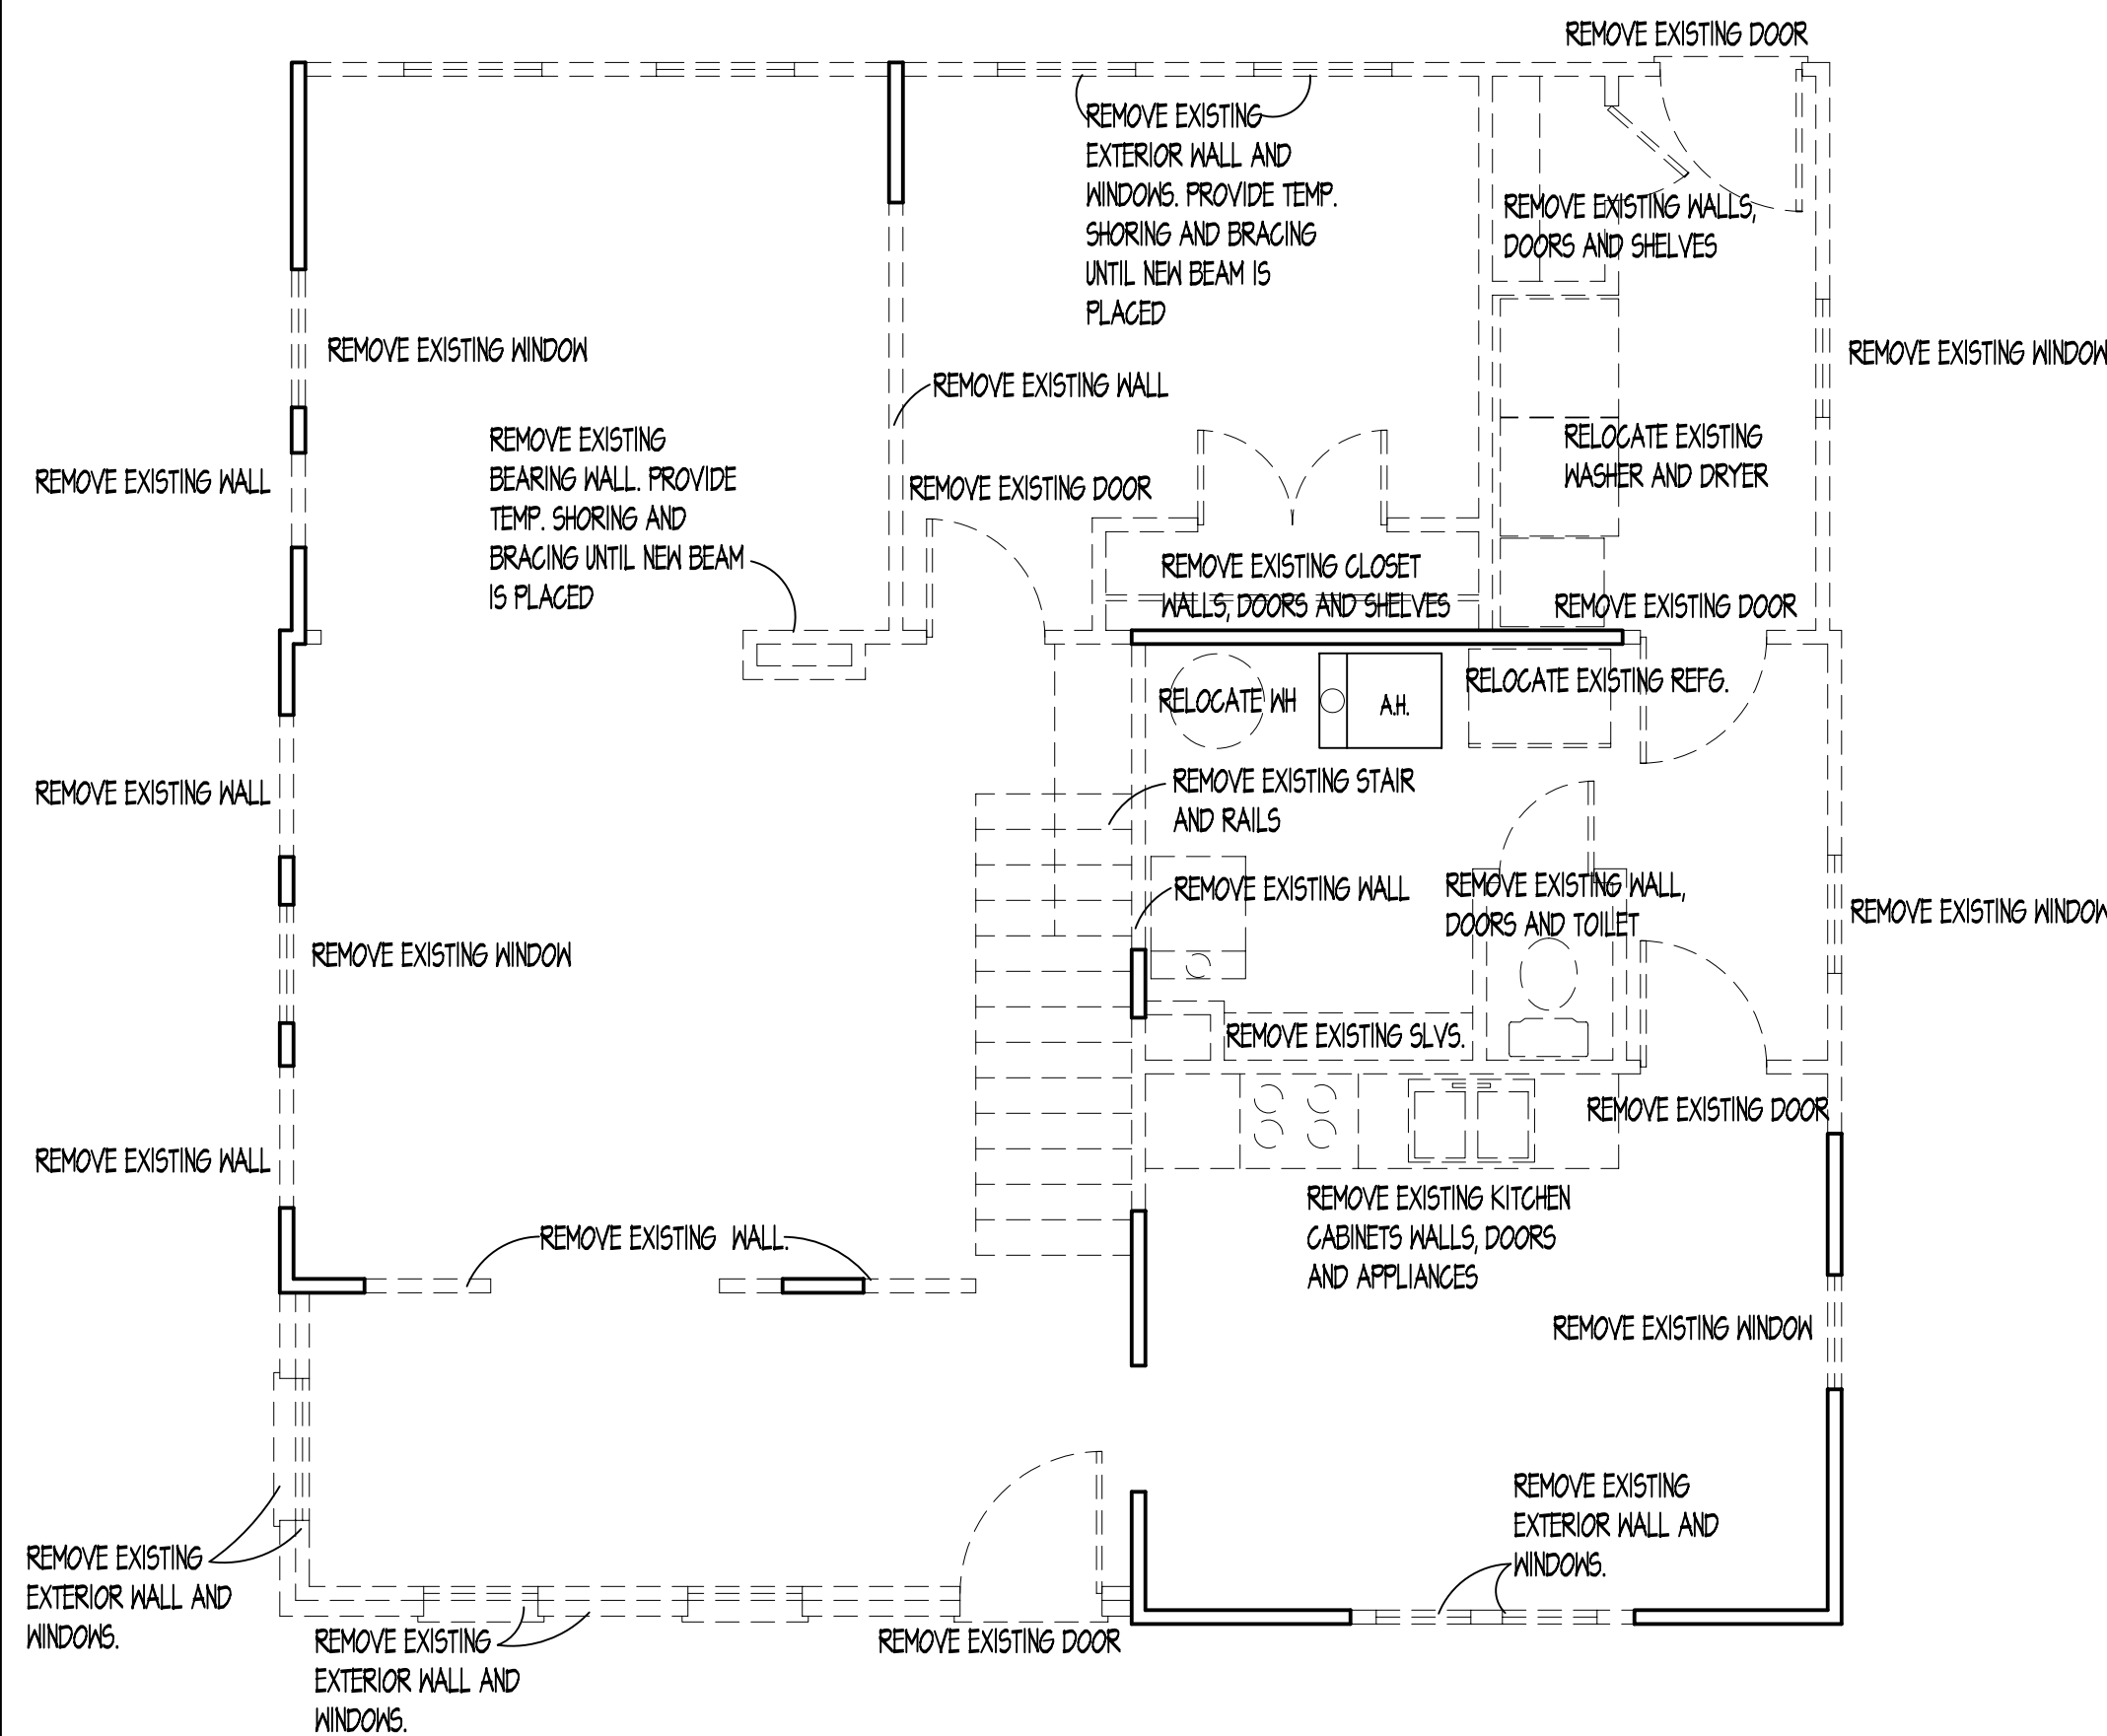 REMOVE EXISTING DOOR
REMOVE EXISTING
EXTERIOR WALL AND
WINDOWS. PROVIDE TEMP.
SHORING AND BRACING
UNTIL NEW BEAM IS
PLACED
REMOVE EXISTING WALLS,
DOORS AND SHELVES
REMOVE EXISTING WINDOW
REMOVE EXISTING WINDOW
REMOVE EXISTING WALL
REMOVE EXISTING
BEARING WALL. PROVIDE
TEMP. SHORING AND
BRACING UNTIL NEW BEAM
IS PLACED
RELOCATE EXISTING
WASHER AND DRYER
REMOVE EXISTING WALL
REMOVE EXISTING DOOR
REMOVE EXISTING CLOSET
WALLS, DOORS AND SHELVES
REMOVE EXISTING DOOR
RELOCATE WH
A.H.
RELOCATE EXISTING REFG.
REMOVE EXISTING WALL
REMOVE EXISTING STAIR
AND RAILS
REMOVE EXISTING WALL
REMOVE EXISTING WALL,
DOORS AND TOILET
REMOVE EXISTING WINDOW
REMOVE EXISTING WINDOW
REMOVE EXISTING SLVS.
REMOVE EXISTING DOOR
REMOVE EXISTING WALL
REMOVE EXISTING KITCHEN
CABINETS WALLS, DOORS
AND APPLIANCES
REMOVE EXISTING WALL.
REMOVE EXISTING WINDOW
REMOVE EXISTING
EXTERIOR WALL AND
WINDOWS.
REMOVE EXISTING
EXTERIOR WALL AND
WINDOWS.
REMOVE EXISTING
EXTERIOR WALL AND
WINDOWS.
REMOVE EXISTING DOOR